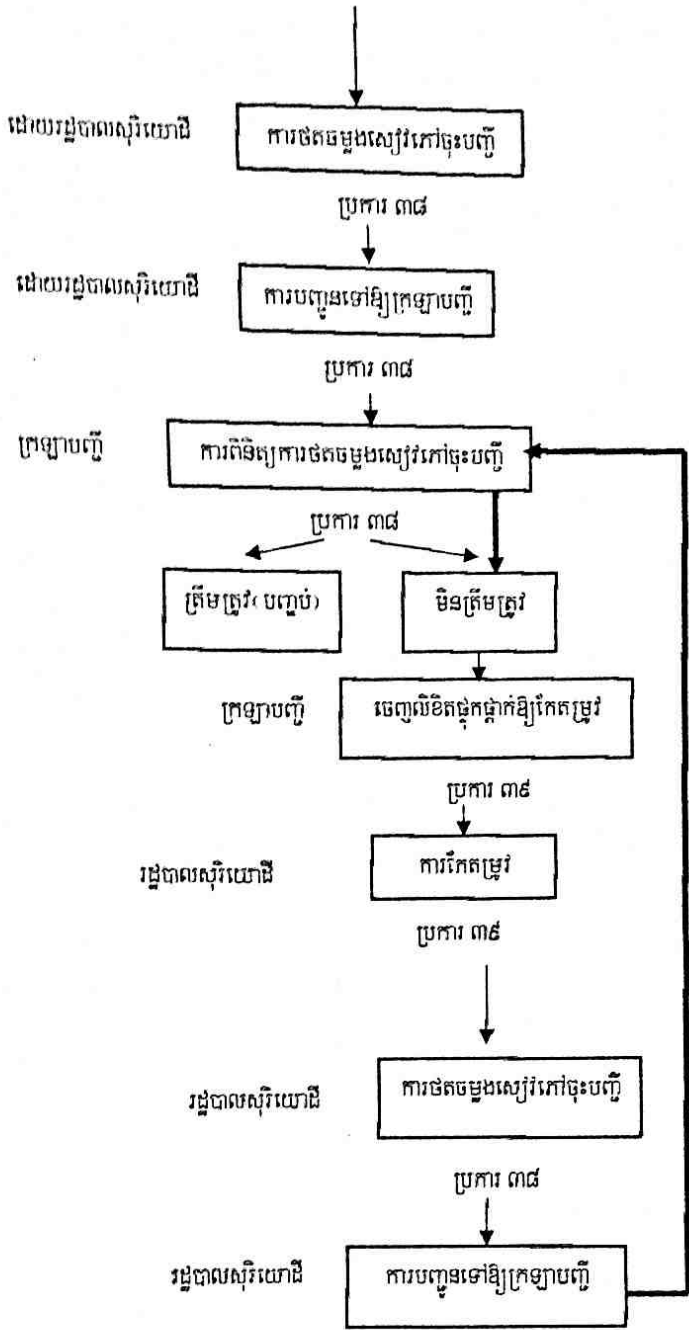 ដោយរដ្ឋបាលសុរិយោដី
ការថតចម្លងសៀវភៅចុះបញ្ជី
ប្រការ ៣៨
ដោយរដ្ឋបាលសុរិយោដី
ការបញ្ជូនទៅឱ្យក្រឡាបញ្ជី
ប្រការ ៣៨
ក្រឡាបញ្ជី
ការពិនិត្យការថតចម្លងសៀវភៅចុះបញ្ជី
ប្រការ ៣៨
ត្រឹមត្រូវ( បញ្ចប់)
មិនត្រឹមត្រូវ
ក្រឡាបញ្ជី
ចេញលិខិតផ្ទុកផ្ដាក់ឱ្យកែតម្រូវ
ប្រការ ៣៩
រដ្ឋបាលសុរិយោដី
ការកែតម្រូវ
ប្រការ ៣៩
រដ្ឋបាលសុរិយោដី
ការថតចម្លងសៀវភៅចុះបញ្ជី
ប្រការ ៣៨
រដ្ឋបាលសុរិយោដី
ការបញ្ជូនទៅឱ្យក្រឡាបញ្ជី